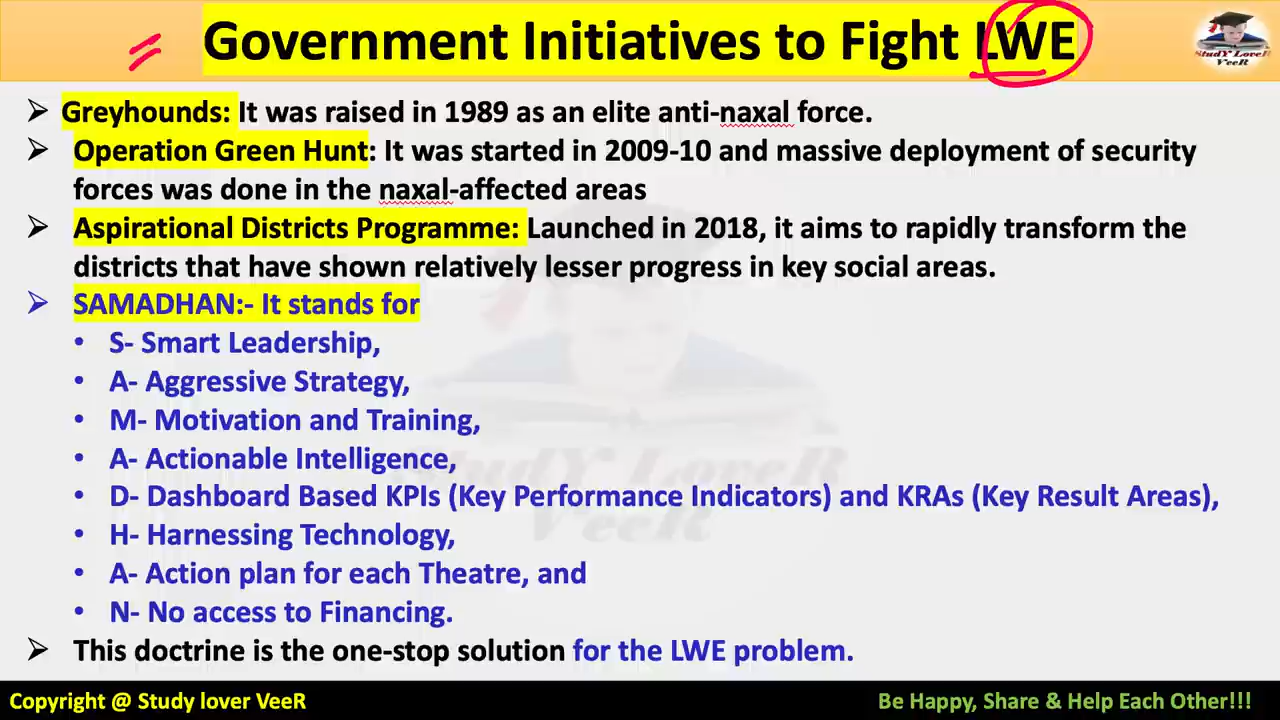 Government Initiatives to Fight LWE
StudY LoveR
VeeR
➢ Greyhounds: It was raised in 1989 as an elite anti-naxal force.
➢ Operation Green Hunt: It was started in 2009-10 and massive deployment of security
forces was done in the naxal-affected areas
➢ Aspirational Districts Programme: Launched in 2018, it aims to rapidly transform the
districts that have shown relatively lesser progress in key social areas.
➢ SAMADHAN:- It stands for
• S- Smart Leadership,
• A- Aggressive Strategy,
• M- Motivation and Training,
• A- Actionable Intelligence,
• D- Dashboard Based KPIs (Key Performance Indicators) and KRAs (Key Result Areas),
• H- Harnessing Technology,
• A- Action plan for each Theatre, and
• N- No access to Financing.
➢ This doctrine is the one-stop solution for the LWE problem.
StudY LoveR
VeeR
Copyright @ Study lover VeeR
Be Happy, Share & Help Each Other!!!